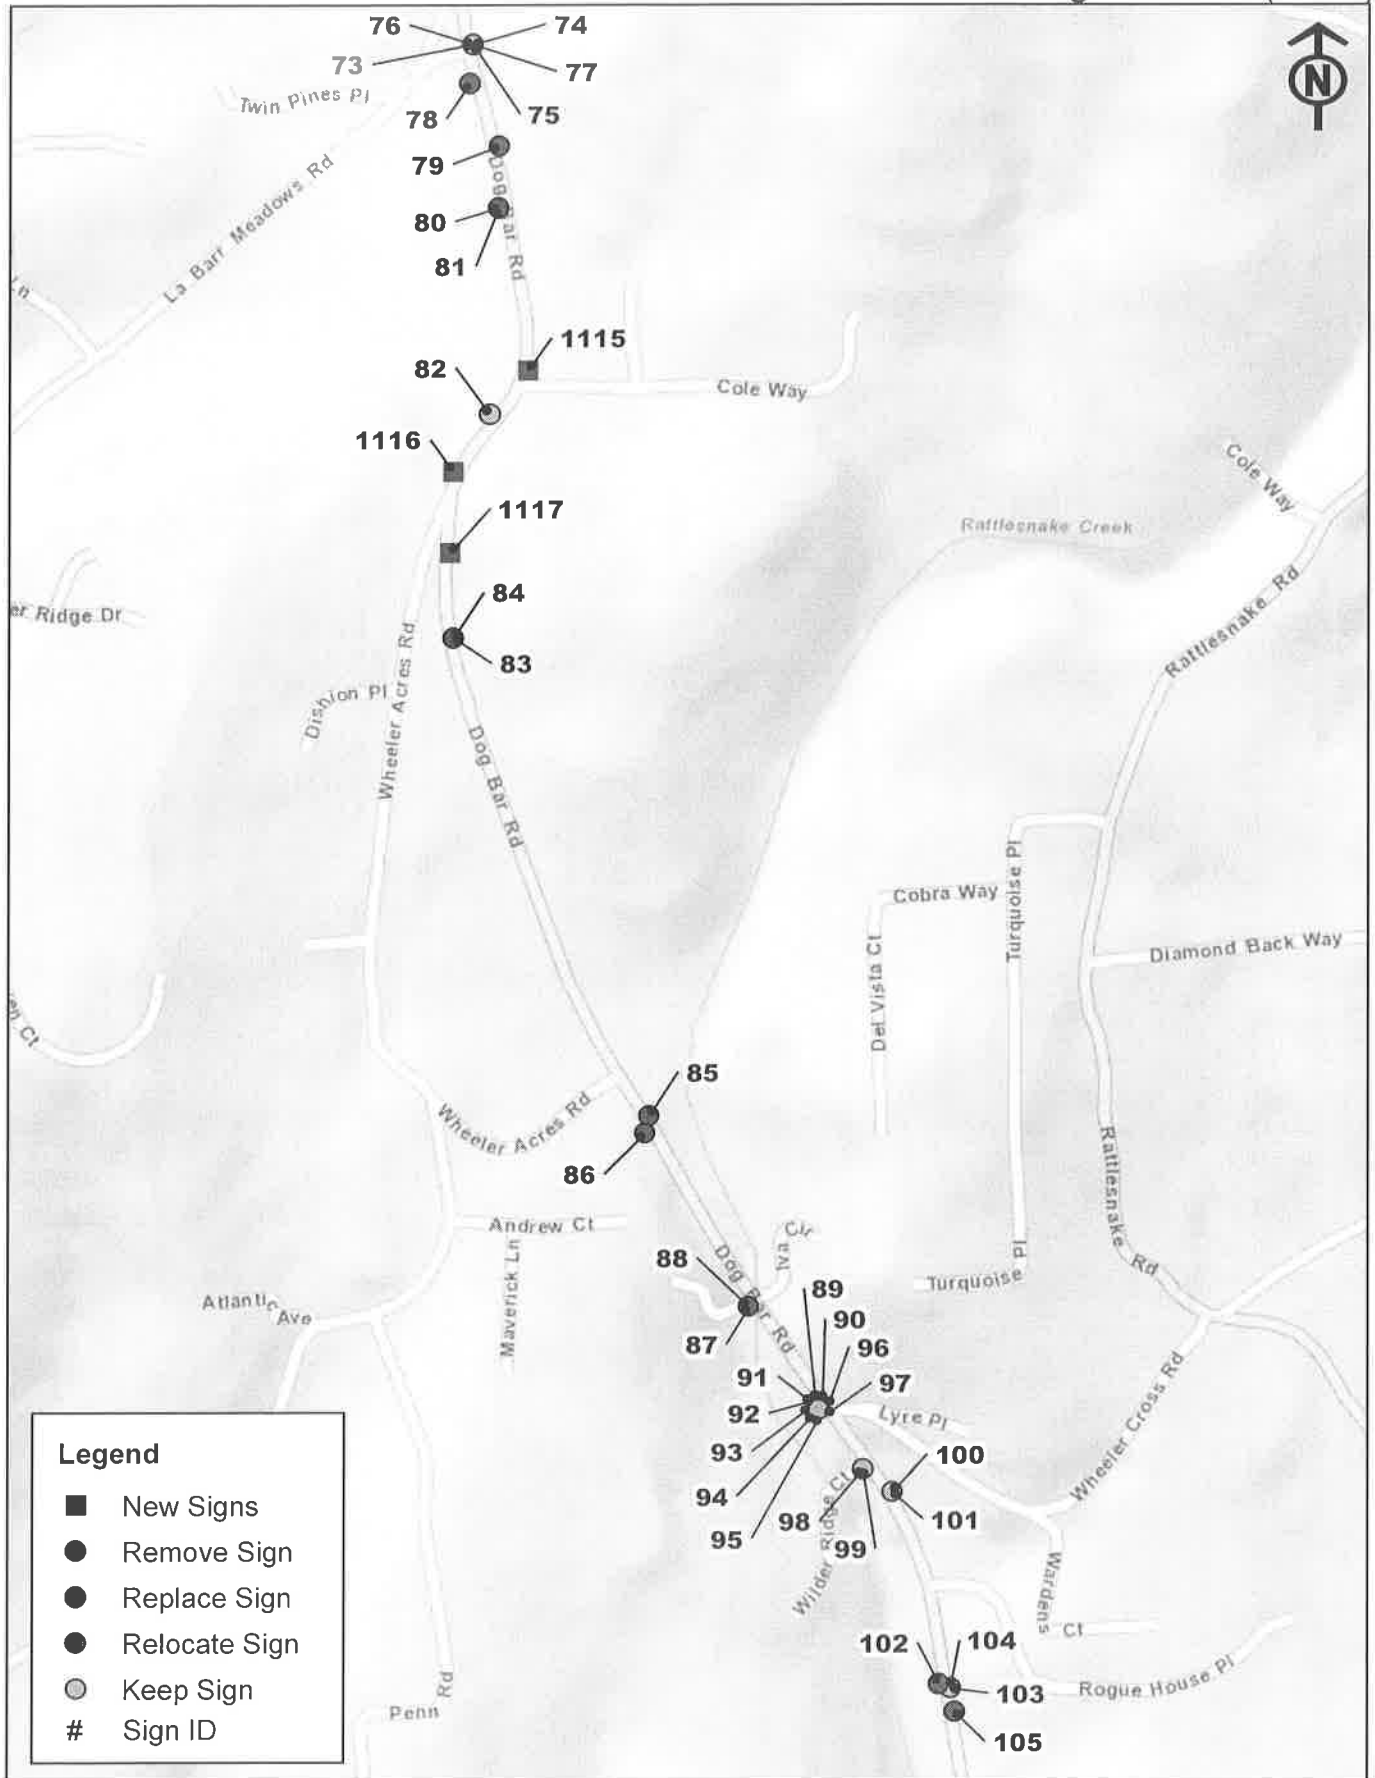 76
74
N
73
77
Twin Pines Pl
78
75
79
Dog Bar Rd
La Barr Meadows Rd
80
81
Ln
1115
82
Cole Way
1116
Cole Way
1117
Rattlesnake Creek
Rattlesnake Rd
84
er Ridge Dr
83
Wheeler Acres Rd
Dishion Pl
Dog Bar Rd
Turquoise Pl
Cobra Way
Diamond Back Way
Del Vista Ct
en Ct
85
Wheeler Acres Rd
86
Rattlesnake Rd
Andrew Ct
Iva Cir
Dog Bar Rd
88
Maverick Ln
Turquoise Pl
89
Atlantic Ave
90
87
96
91
97
92
Lyre Pl
Wheeler Cross Rd
93
100
94
98
101
95
99
Wilder Ridge Ct
Wardens Ct
102
104
103
Rogue House Pl
105
Penn Rd
Legend
New Signs
Remove Sign
Replace Sign
Relocate Sign
Keep Sign
# Sign ID